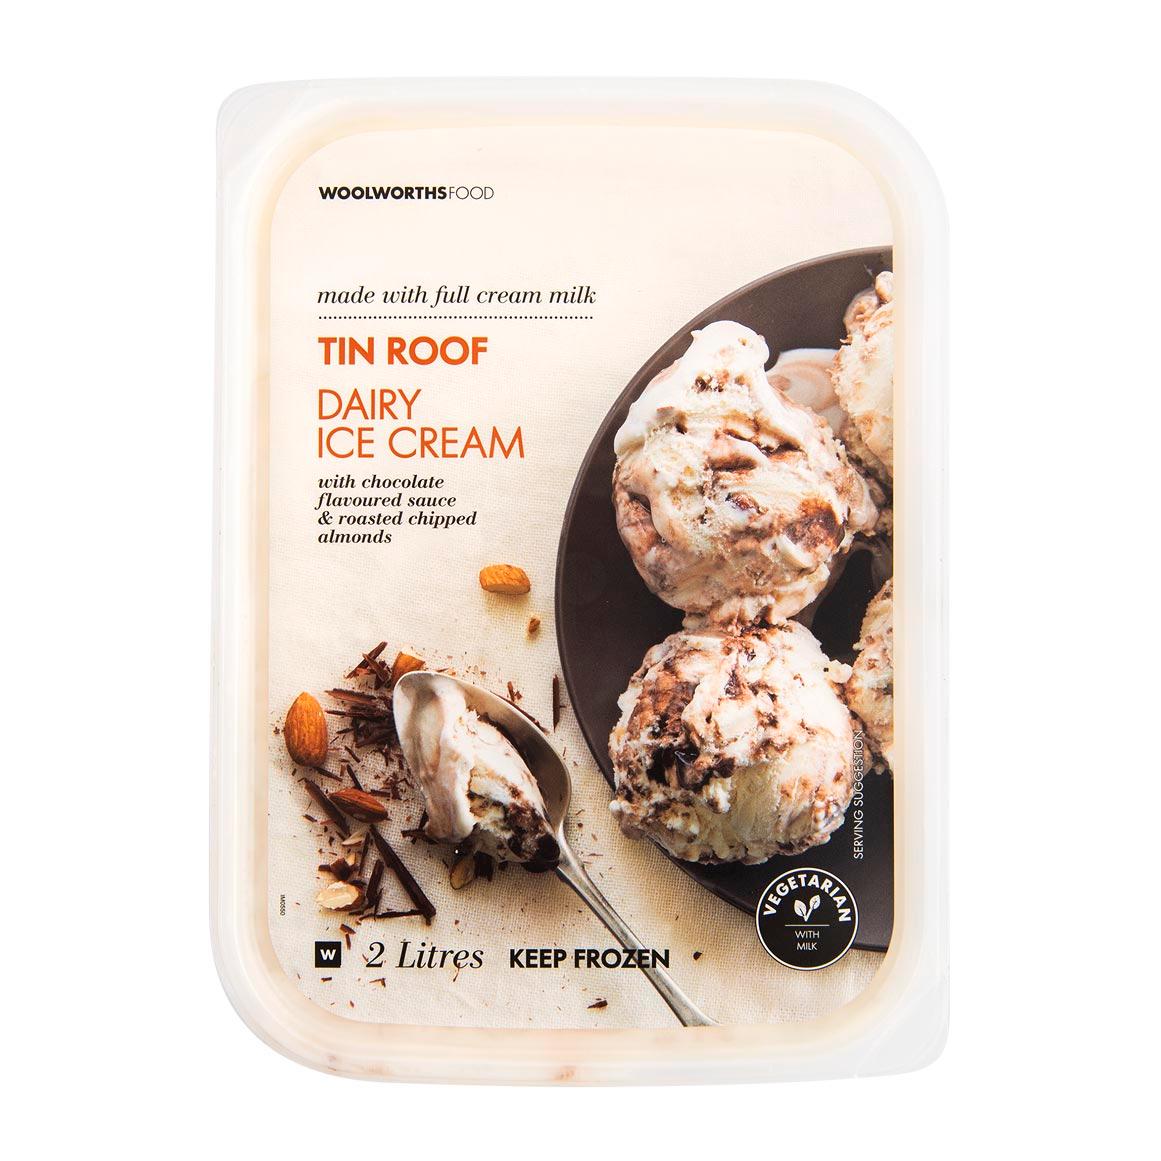 WOOLWORTHSFOOD
made with full cream milk
TIN ROOF
DAIRY
ICE CREAM
with chocolate
flavoured sauce
& roasted chipped
almonds
SERVING SUGGESTION
VEGETARIAN
WITH
MILK
IM0550
W 2 Litres KEEP FROZEN